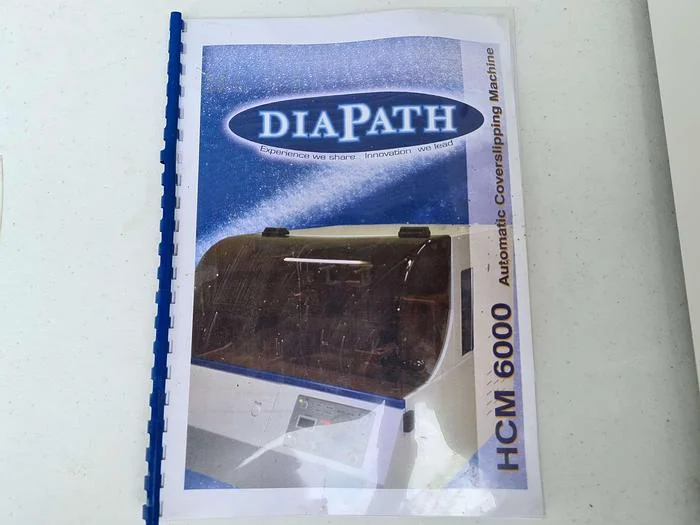 DIAPATH
Experience we share Innovation we lead
HCM 6000 Automatic Coverslipping Machine